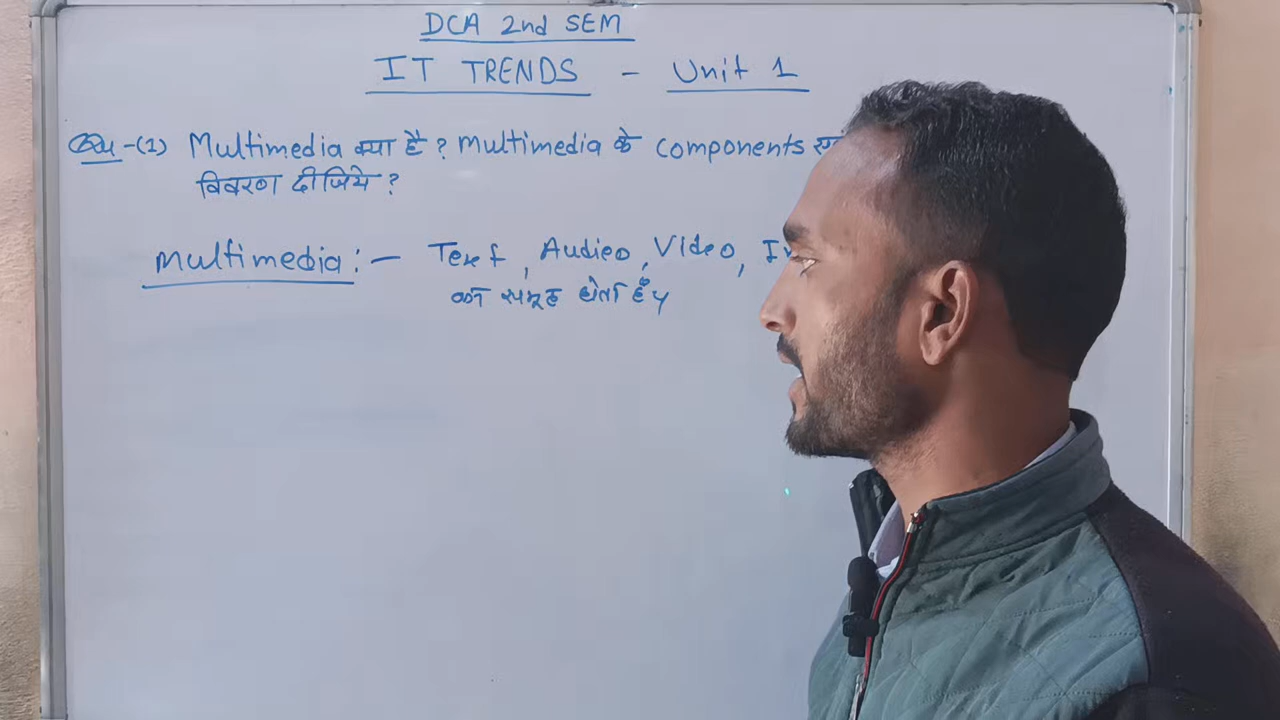 DCA 2nd SEM
IT TRENDS - Unit 1
Qu-(1) Multimedia क्या है ? Multimedia के components
विवरण दीजिये ?
Multimedia :- Text, Audieo, Video,
का समूह होता हैं